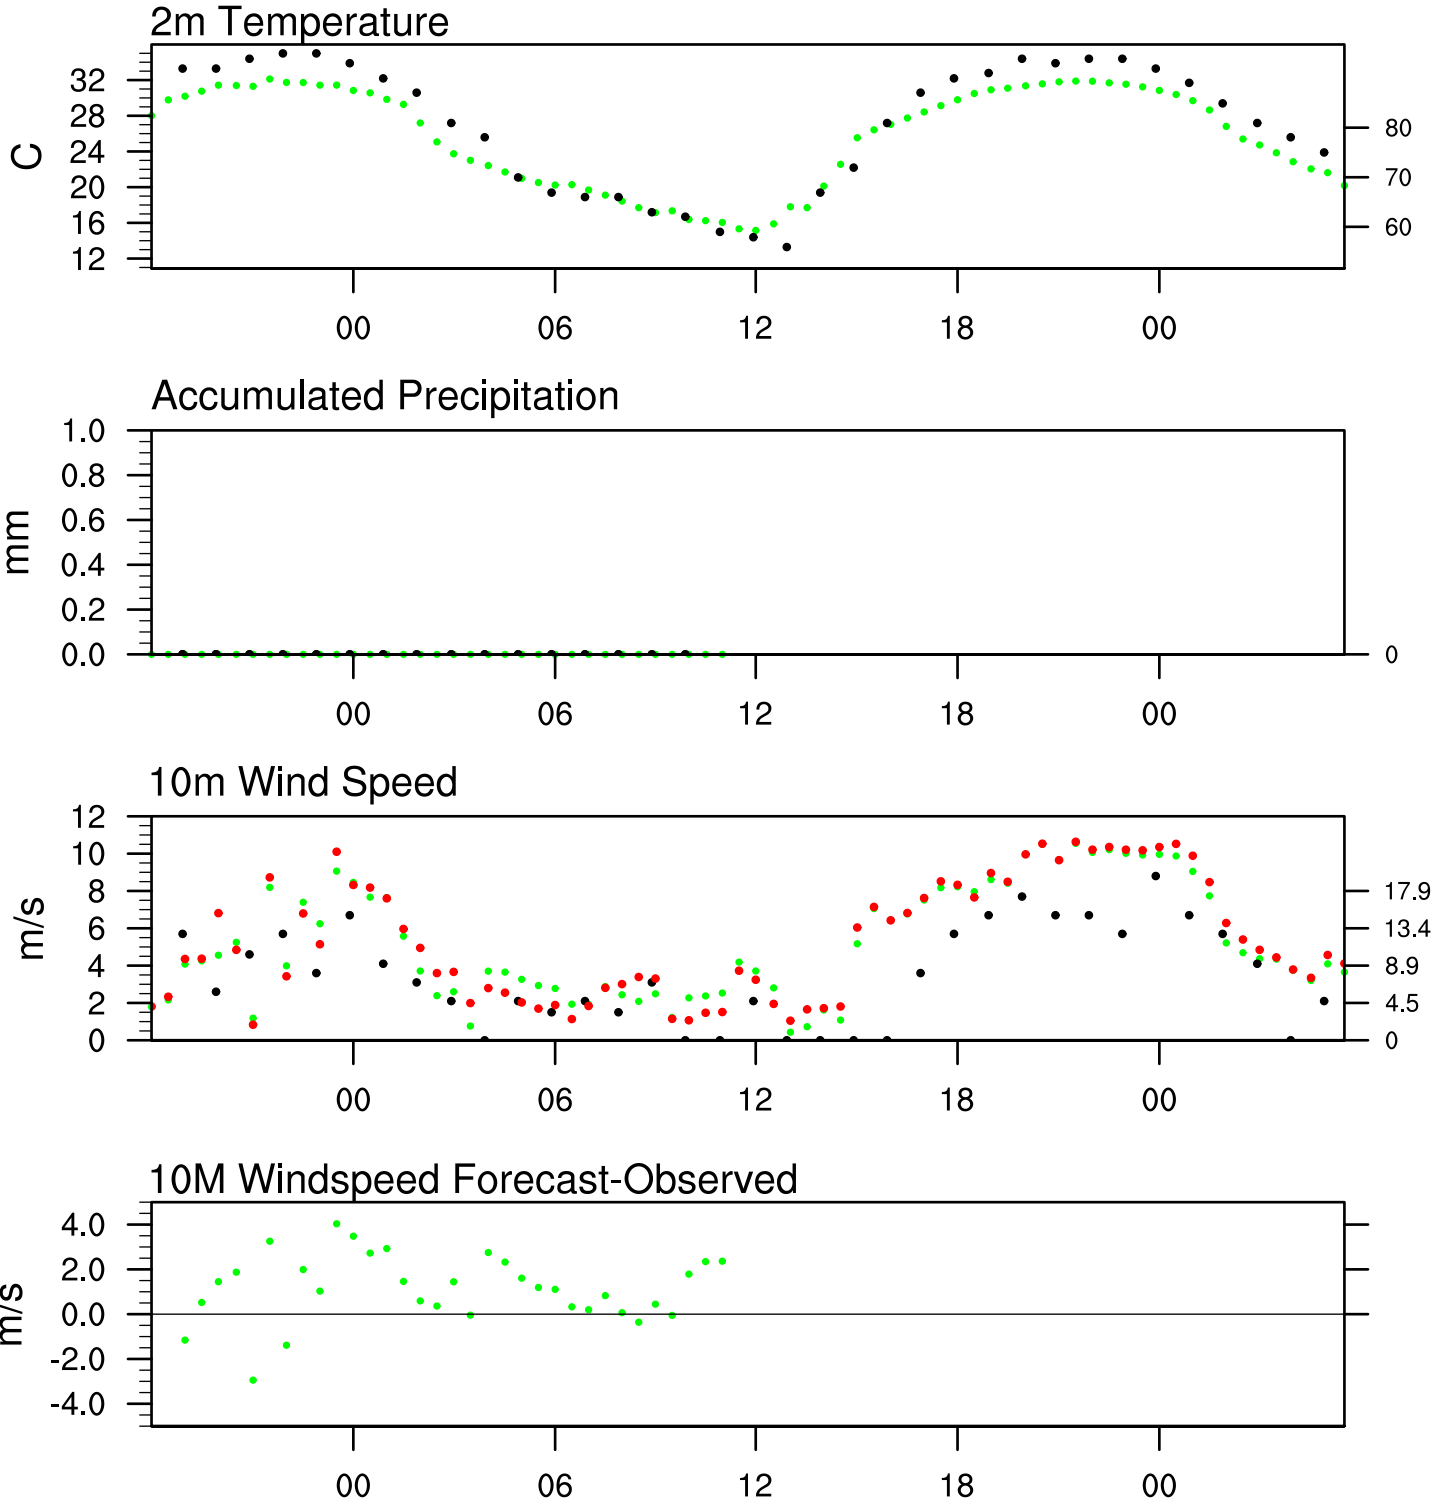 2m Temperature
C
32
28
24
20
16
12
80
70
60
00 06 12 18 00
Accumulated Precipitation
mm
1.0
0.8
0.6
0.4
0.2
0.0
0
00 06 12 18 00
10m Wind Speed
m/s
12
10
8
6
4
2
0
17.9
13.4
8.9
4.5
0
00 06 12 18 00
10M Windspeed Forecast-Observed
m/s
4.0
2.0
0.0
-2.0
-4.0
00 06 12 18 00